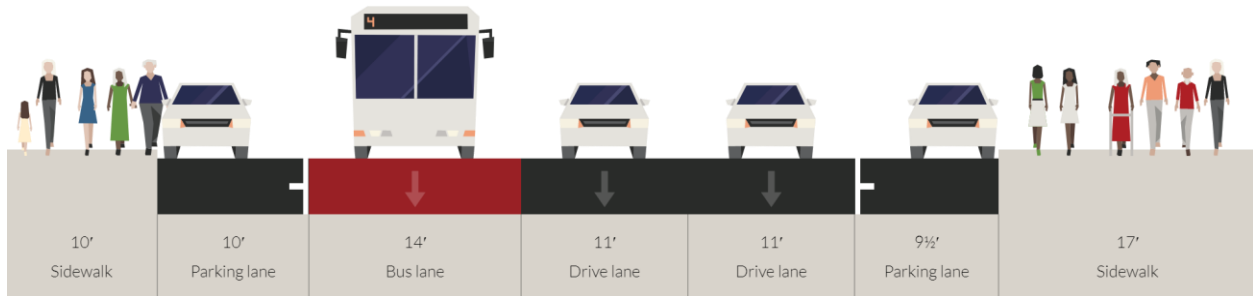 4
10′ 10′ 14′ 11′ 11′ 9½′ 17′
Sidewalk Parking lane Bus lane Drive lane Drive lane Parking lane Sidewalk